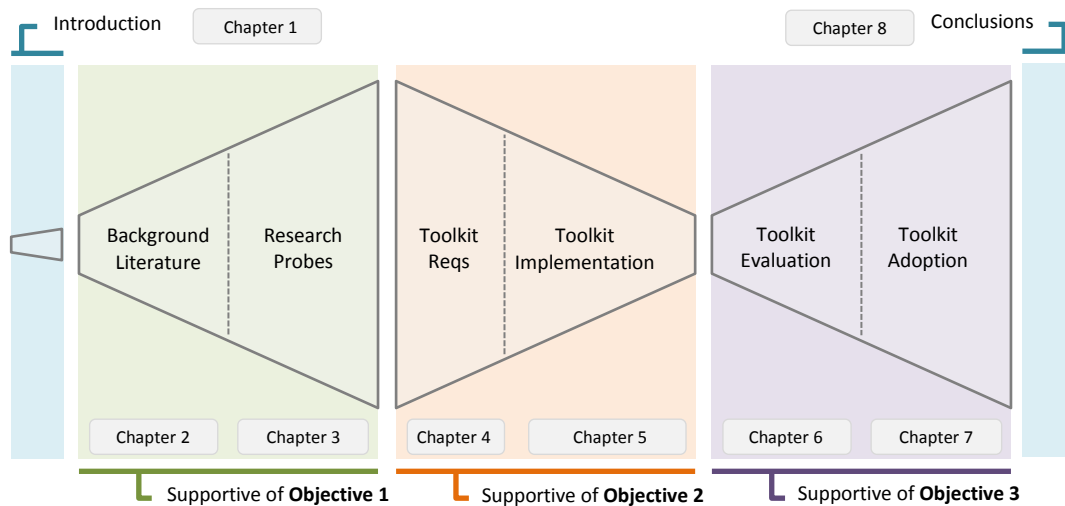 Introduction
Chapter 1
Chapter 8
Conclusions
Background
Literature
Research
Probes
Toolkit
Reqs
Toolkit
Implementation
Toolkit
Evaluation
Toolkit
Adoption
Chapter 2
Chapter 3
Chapter 4
Chapter 5
Chapter 6
Chapter 7
Supportive of Objective 1
Supportive of Objective 2
Supportive of Objective 3